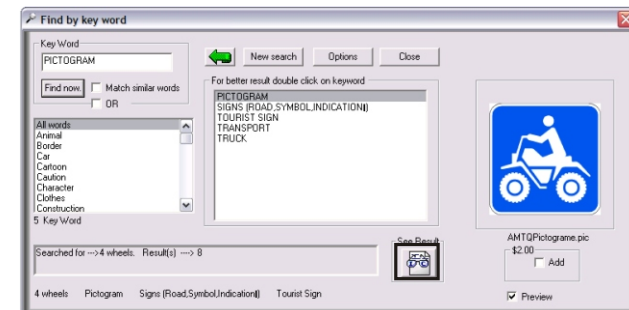 Find by key word
Key Word
PICTOGRAM
Find now.
Match similar words
OR
New search
Options
Close
For better result double click on keyword
PICTOGRAM
SIGNS (ROAD,SYMBOL,INDICATION||)
TOURIST SIGN
TRANSPORT
TRUCK
All words
Animal
Border
Car
Cartoon
Caution
Character
Clothes
Construction
5 Key Word
Searched for --->4 wheels. Result(s) ----> 8
See Result
AMTQPictograme.pic
$2.00
Add
Preview
4 wheels Pictogram Signs (Road,Symbol,Indication||) Tourist Sign